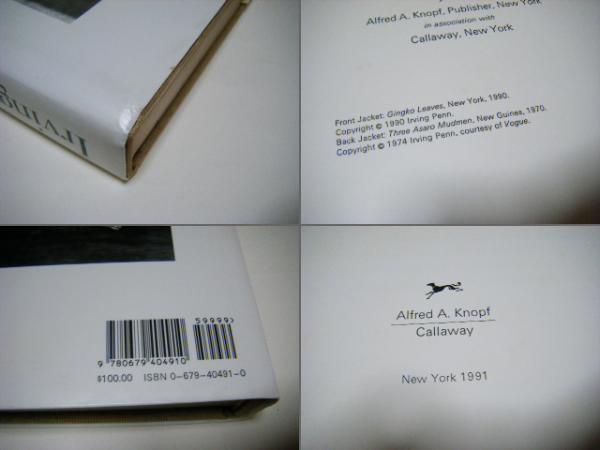 Irving
Alfred A. Knopf, Publisher, New York
in association with
Callaway, New York
Front Jacket: Gingko Leaves, New York, 1990.
Copyright © 1990 Irving Penn.
Back Jacket: Three Asaro Mudmen, New Guinea, 1970.
Copyright © 1974 Irving Penn, courtesy of Vogue.
59999>
9 780679 404910
$100.00 ISBN 0-679-40491-0
Alfred A. Knopf
Callaway
New York 1991